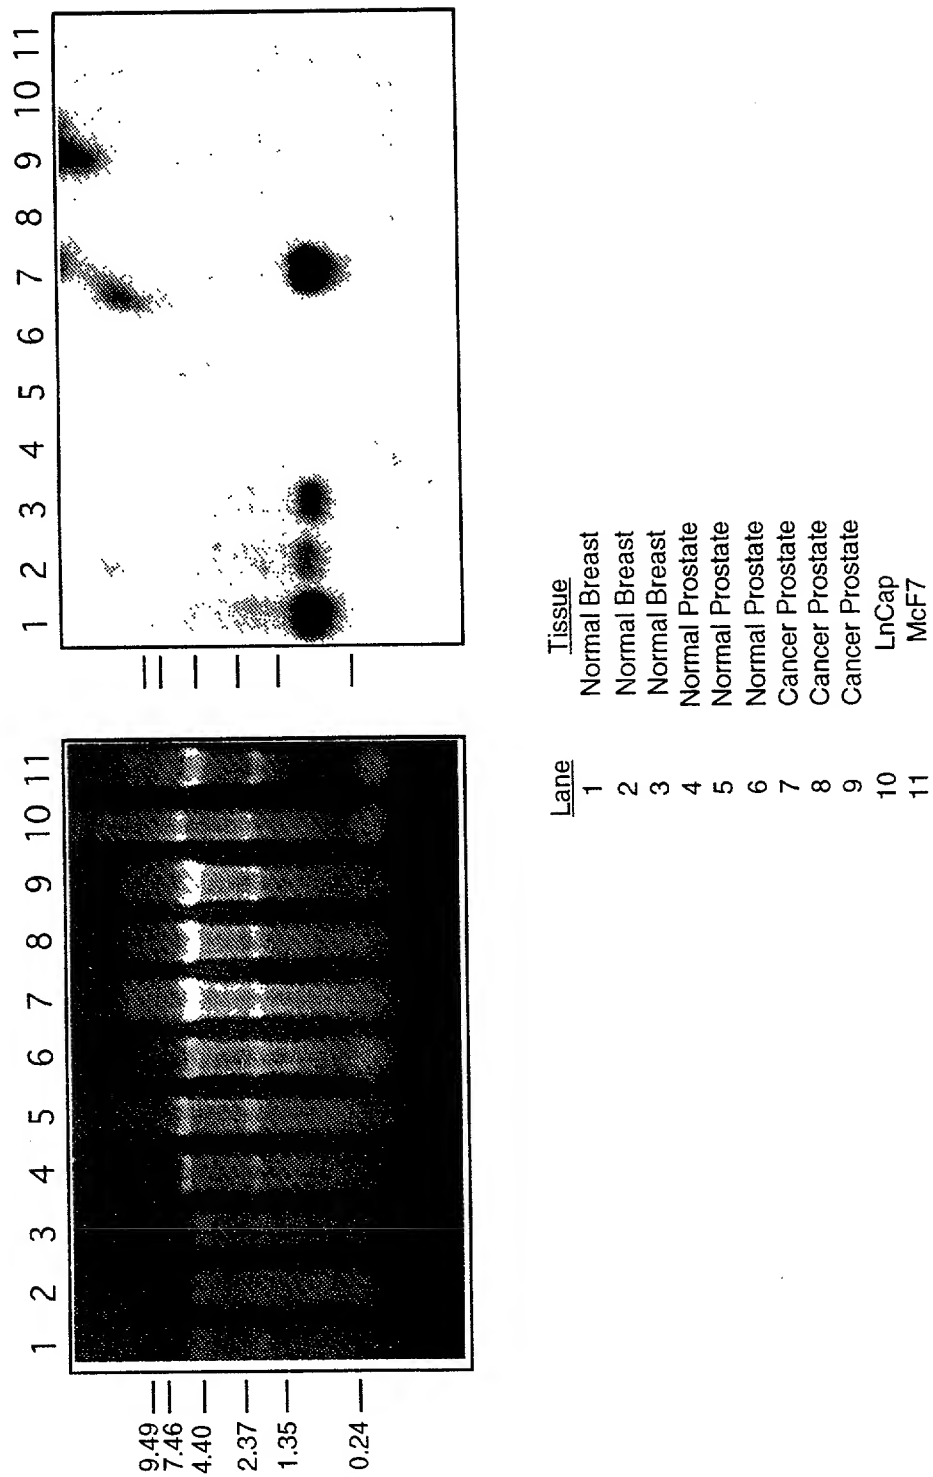 1 2 3 4 5 6 7 8 9 10 11
9.49
7.46
4.40
2.37
1.35
0.24
1 2 3 4 5 6 7 8 9 10 11
Lane Tissue
1 Normal Breast
2 Normal Breast
3 Normal Breast
4 Normal Prostate
5 Normal Prostate
6 Normal Prostate
7 Cancer Prostate
8 Cancer Prostate
9 Cancer Prostate
10 LnCap
11 McF7